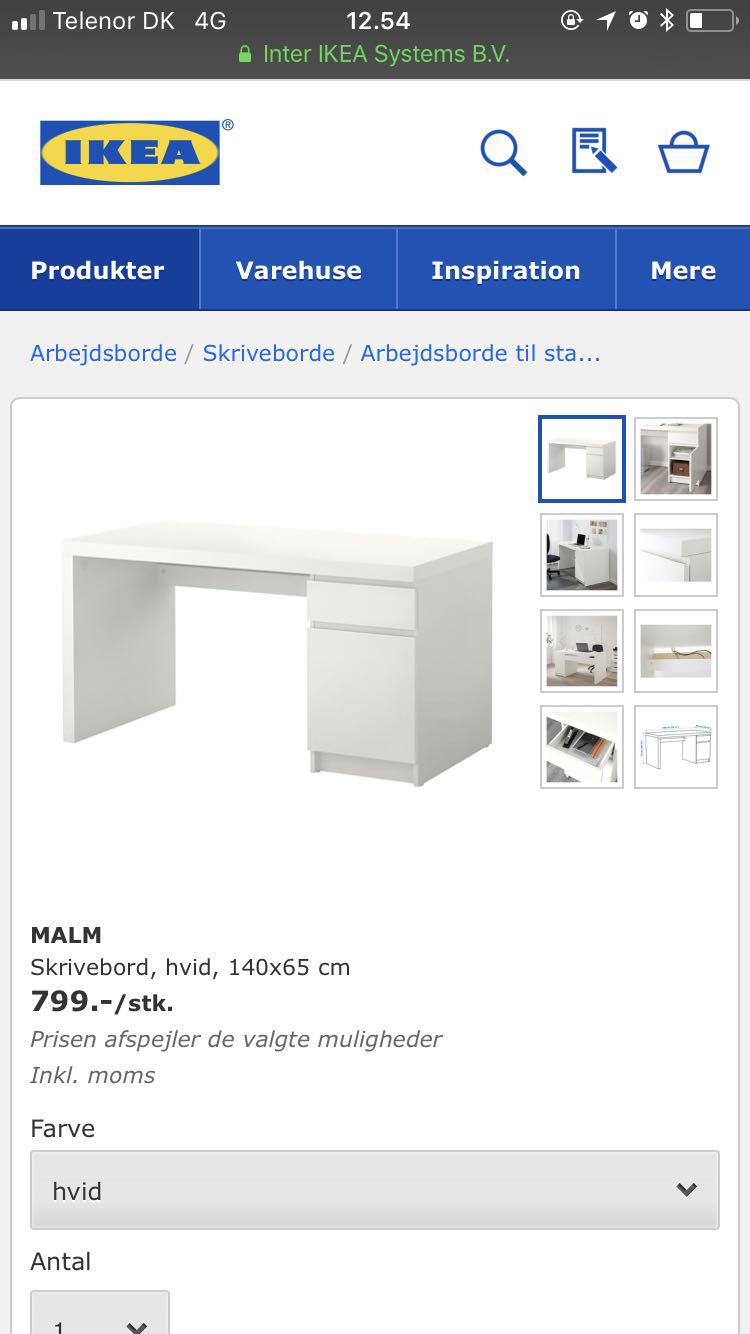 Telenor DK 4G 12.54
Inter IKEA Systems B.V.
IKEA®
Produkter Varehuse Inspiration Mere
Arbejdsborde / Skriveborde / Arbejdsborde til sta...
MALM
Skrivebord, hvid, 140x65 cm
799.-/stk.
Prisen afspejler de valgte muligheder
Inkl. moms
Farve
hvid
Antal
1